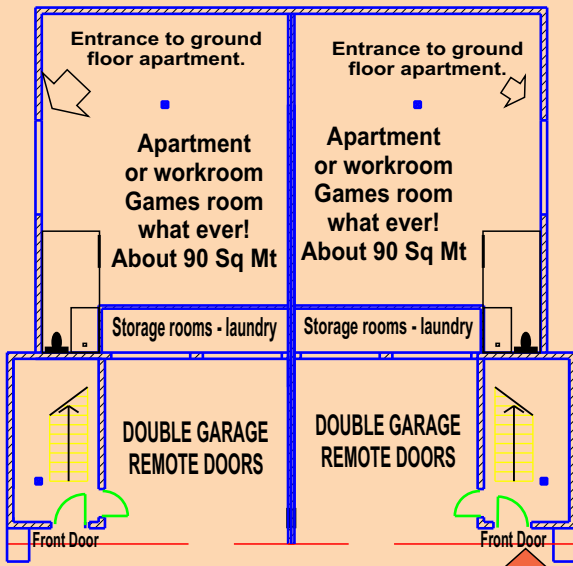 Entrance to ground
floor apartment.
Entrance to ground
floor apartment.
Apartment
or workroom
Games room
what ever!
About 90 Sq Mt
Apartment
or workroom
Games room
what ever!
About 90 Sq Mt
Storage rooms - laundry
Storage rooms - laundry
DOUBLE GARAGE
REMOTE DOORS
DOUBLE GARAGE
REMOTE DOORS
Front Door
Front Door